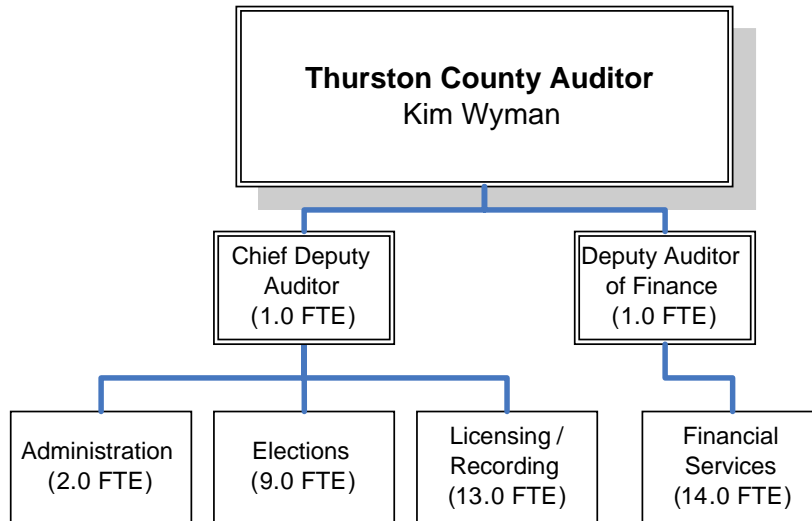 Thurston County Auditor
Kim Wyman
Chief Deputy
Auditor
(1.0 FTE)
Deputy Auditor
of Finance
(1.0 FTE)
Administration
(2.0 FTE)
Elections
(9.0 FTE)
Licensing /
Recording
(13.0 FTE)
Financial
Services
(14.0 FTE)